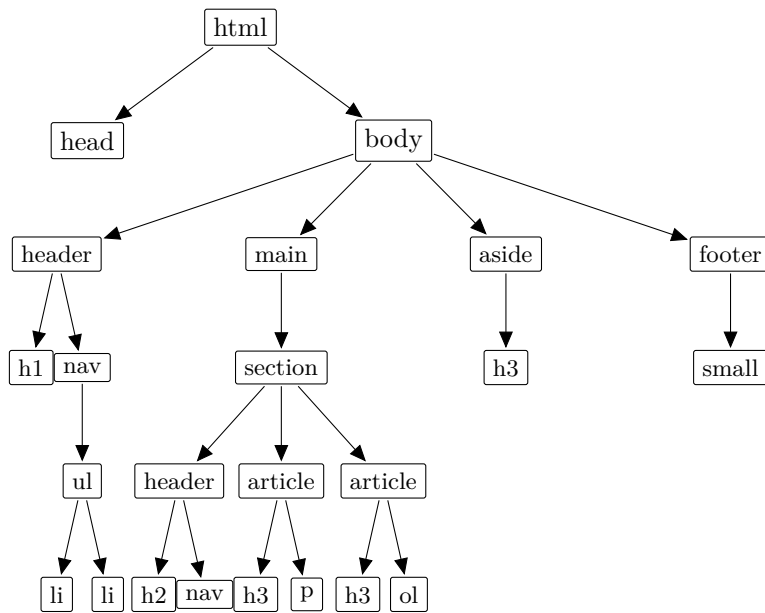 html
head
body
header
main
aside
footer
h1
nav
section
h3
small
ul
header
article
article
li
li
h2
nav
h3
p
h3
ol